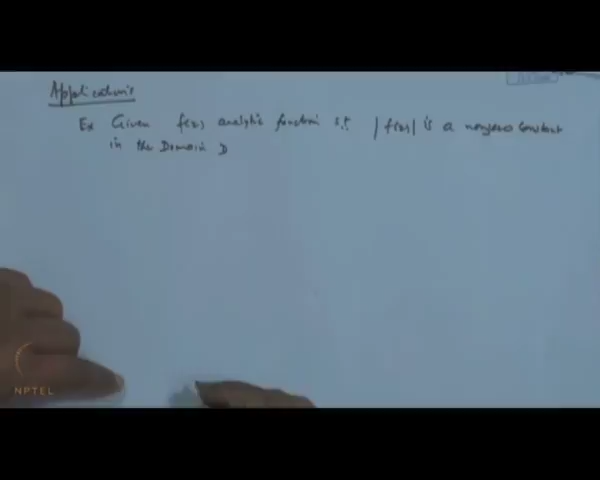 Applications
Ex Given f(z) analytic function s.t. |f(z)| is a nonzero constant
in the Domain D
NPTEL